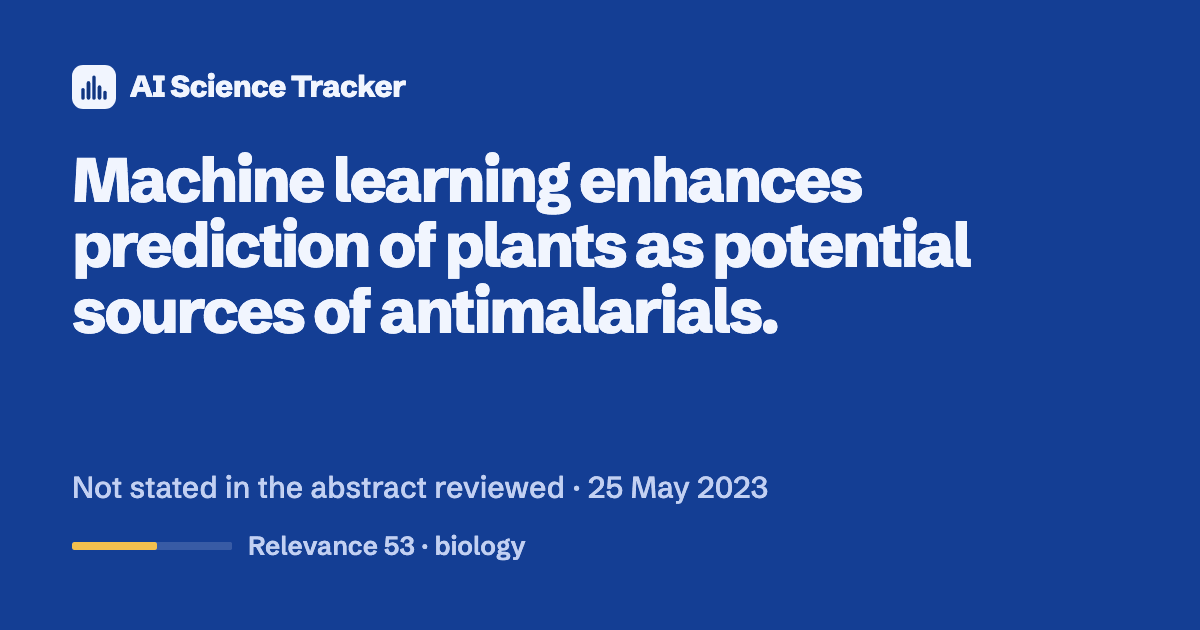 AI Science Tracker
Machine learning enhances
prediction of plants as potential
sources of antimalarials.
Not stated in the abstract reviewed · 25 May 2023
Relevance 53 · biology